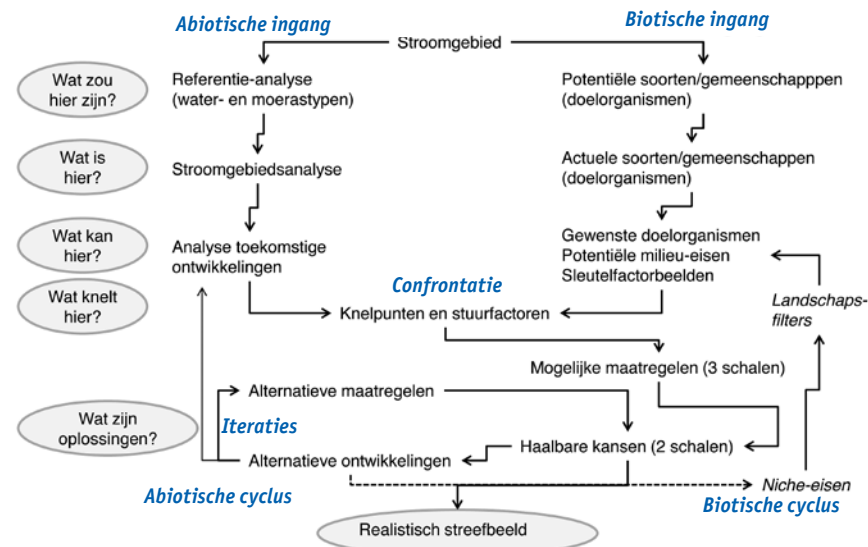 Abiotische ingang
Biotische ingang
Stroomgebied
Wat zou
hier zijn?
Referentie-analyse
(water- en moerastypen)
Potentiële soorten/gemeenschapppen
(doelorganismen)
Wat is
hier?
Stroomgebiedsanalyse
Actuele soorten/gemeenschappen
(doelorganismen)
Wat kan
hier?
Analyse toekomstige
ontwikkelingen
Gewenste doelorganismen
Potentiële milieu-eisen
Sleutelfactorbeelden
Wat knelt
hier?
Confrontatie
Knelpunten en stuurfactoren
Landschaps-
filters
Mogelijke maatregelen (3 schalen)
Alternatieve maatregelen
Wat zijn
oplossingen?
Iteraties
Haalbare kansen (2 schalen)
Alternatieve ontwikkelingen
Niche-eisen
Abiotische cyclus
Biotische cyclus
Realistisch streefbeeld